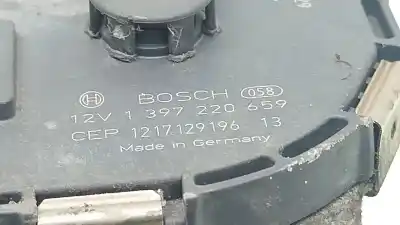 BOSCH 058
12V 1 397 220 659
CEP 1217129196 13
Made in Germany